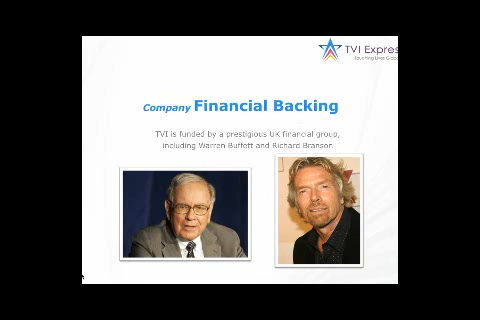 TVI Expres
Touching Lives Globa
Company Financial Backing
TVI is funded by a prestigious UK financial group,
including Warren Buffett and Richard Branson